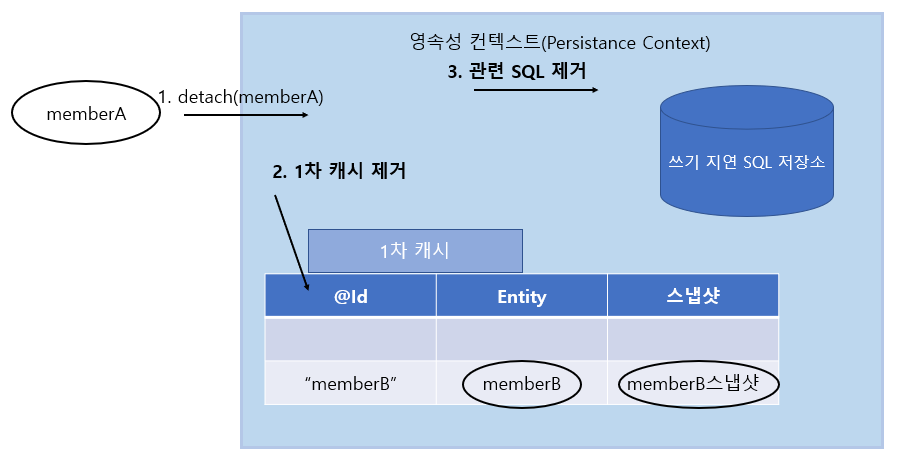 영속성 컨텍스트(Persistance Context)
3. 관련 SQL 제거
1. detach(memberA)
memberA
쓰기 지연 SQL 저장소
2. 1차 캐시 제거
1차 캐시
@Id Entity 스냅샷
“memberB” memberB memberB스냅샷